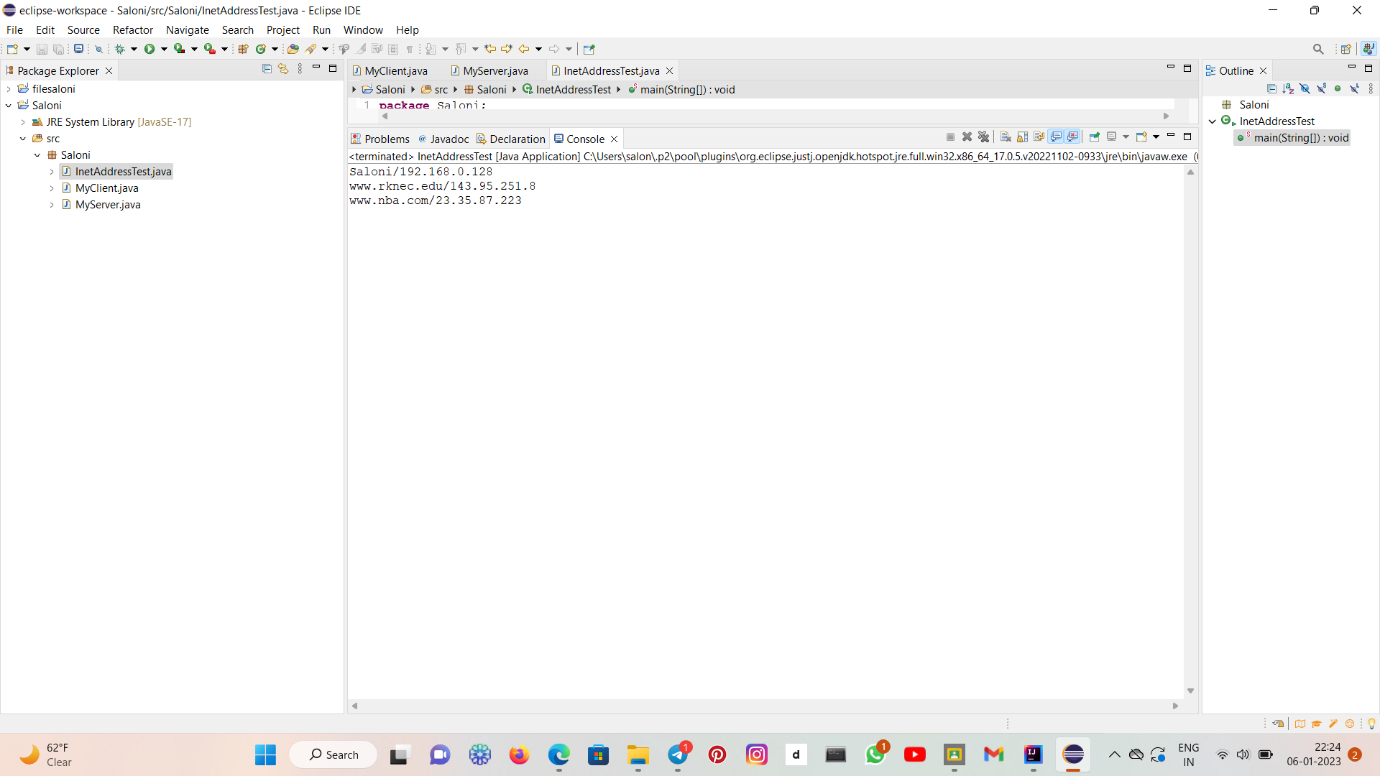 eclipse-workspace - Saloni/src/Saloni/InetAddressTest.java - Eclipse IDE
File Edit Source Refactor Navigate Search Project Run Window Help
Package Explorer
filesaloni
Saloni
JRE System Library [JavaSE-17]
src
Saloni
InetAddressTest.java
MyClient.java
MyServer.java
MyClient.java MyServer.java InetAddressTest.java
Saloni src Saloni InetAddressTest main(String[]) : void
1 package Saloni;
Problems Javadoc Declaration Console
<terminated> InetAddressTest [Java Application] C:\Users\salon\.p2\pool\plugins\org.eclipse.justj.openjdk.hotspot.jre.full.win32.x86_64_17.0.5.v20221102-0933\jre\bin\javaw.exe
Saloni/192.168.0.128
www.rknec.edu/143.95.251.8
www.nba.com/23.35.87.223
Outline
Saloni
InetAddressTest
main(String[]) : void
62°F
Clear
Search
d
1
1
ENG
IN
22:24
06-01-2023
2